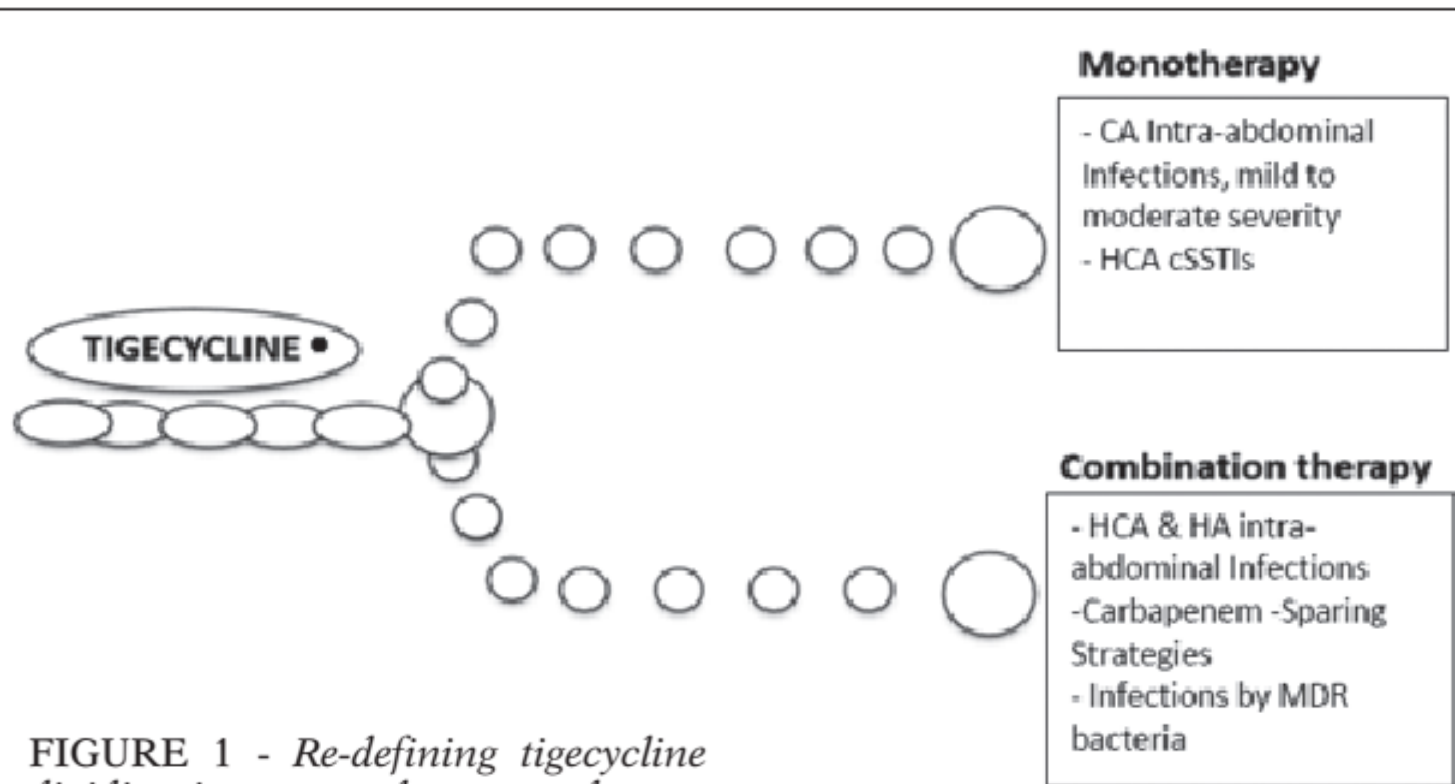 Monotherapy
- CA Intra-abdominal
Infections, mild to
moderate severity
- HCA cSSTIs
TIGECYCLINE
Combination therapy
- HCA & HA intra-
abdominal Infections
-Carbapenem -Sparing
Strategies
- Infections by MDR
bacteria
FIGURE 1 - Re-defining tigecycline